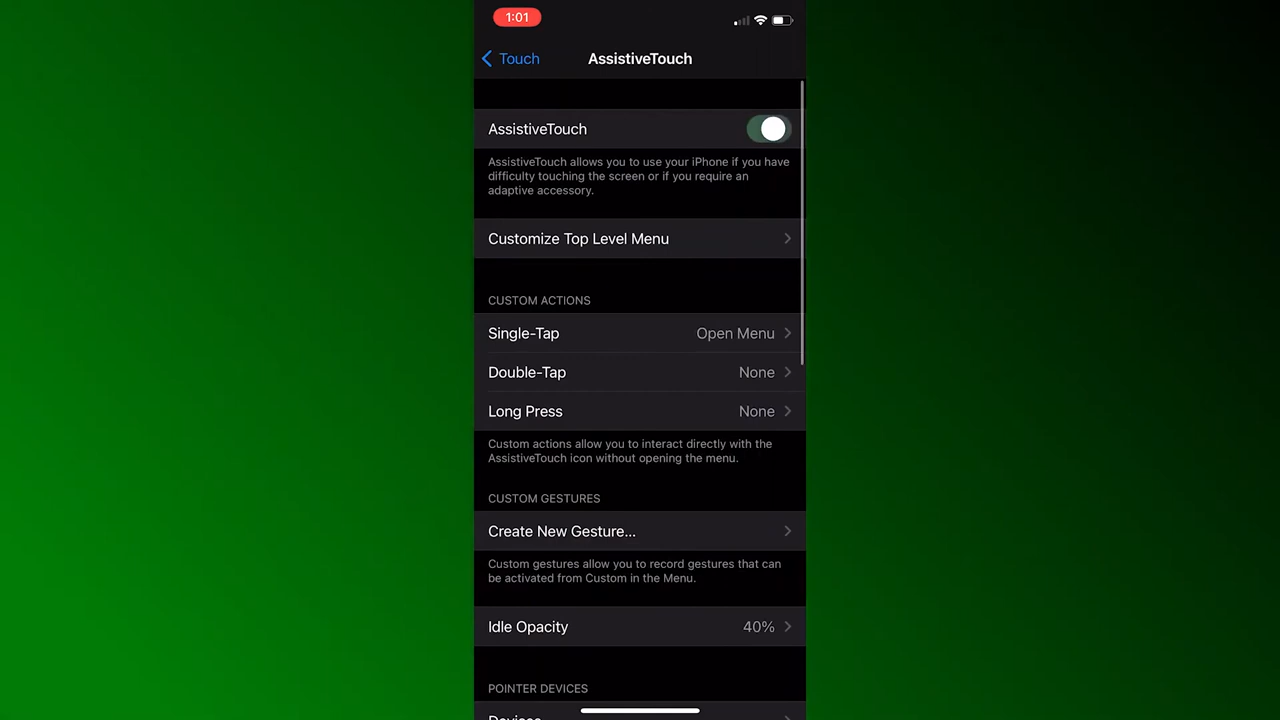 1:01
Touch
AssistiveTouch
AssistiveTouch
AssistiveTouch allows you to use your iPhone if you have
difficulty touching the screen or if you require an
adaptive accessory.
Customize Top Level Menu
CUSTOM ACTIONS
Single-Tap Open Menu
Double-Tap None
Long Press None
Custom actions allow you to interact directly with the
AssistiveTouch icon without opening the menu.
CUSTOM GESTURES
Create New Gesture...
Custom gestures allow you to record gestures that can
be activated from Custom in the Menu.
Idle Opacity 40%
POINTER DEVICES
Devices